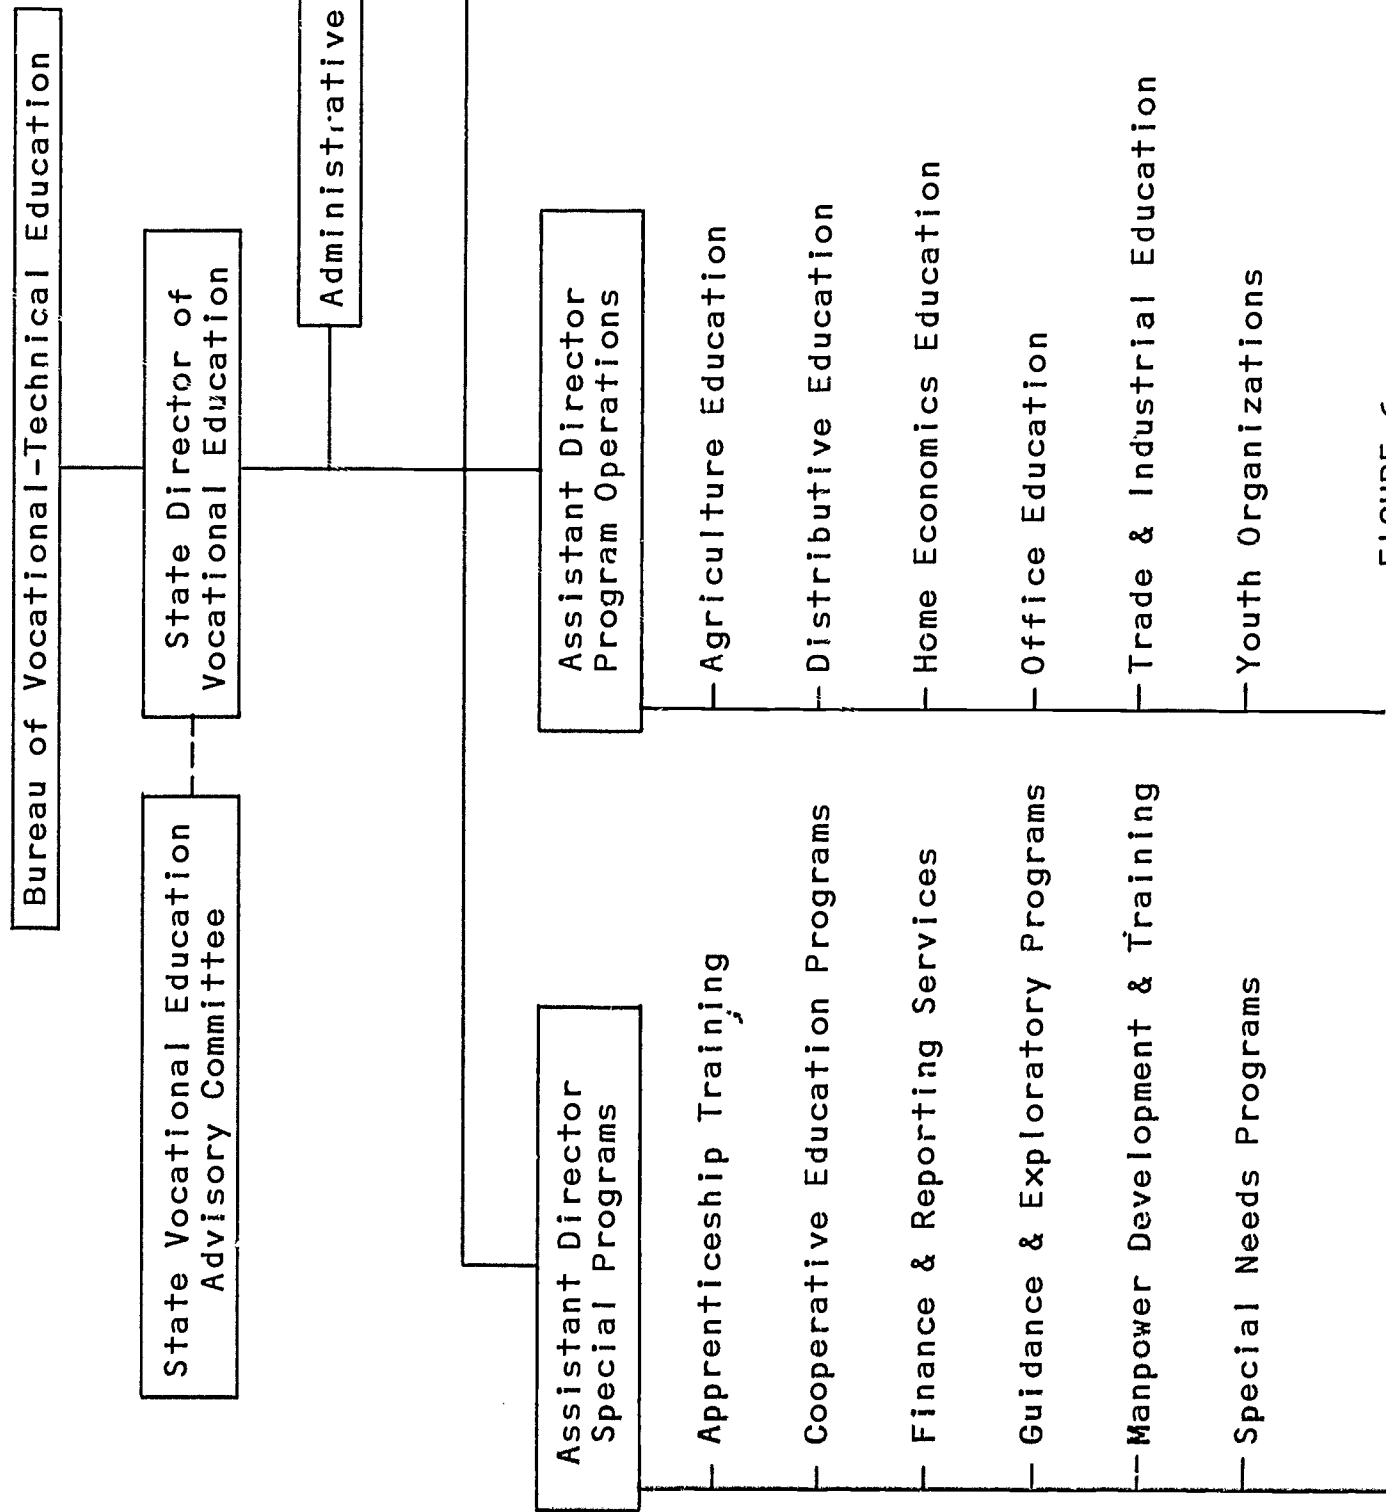 Bureau of Vocational-Technical Education
State Vocational Education
Advisory Committee
State Director of
Vocational Education
Administrative
Assistant Director
Special Programs
Apprenticeship Training
Cooperative Education Programs
Finance & Reporting Services
Guidance & Exploratory Programs
Manpower Development & Training
Special Needs Programs
Assistant Director
Program Operations
Agriculture Education
Distributive Education
Home Economics Education
Office Education
Trade & Industrial Education
Youth Organizations